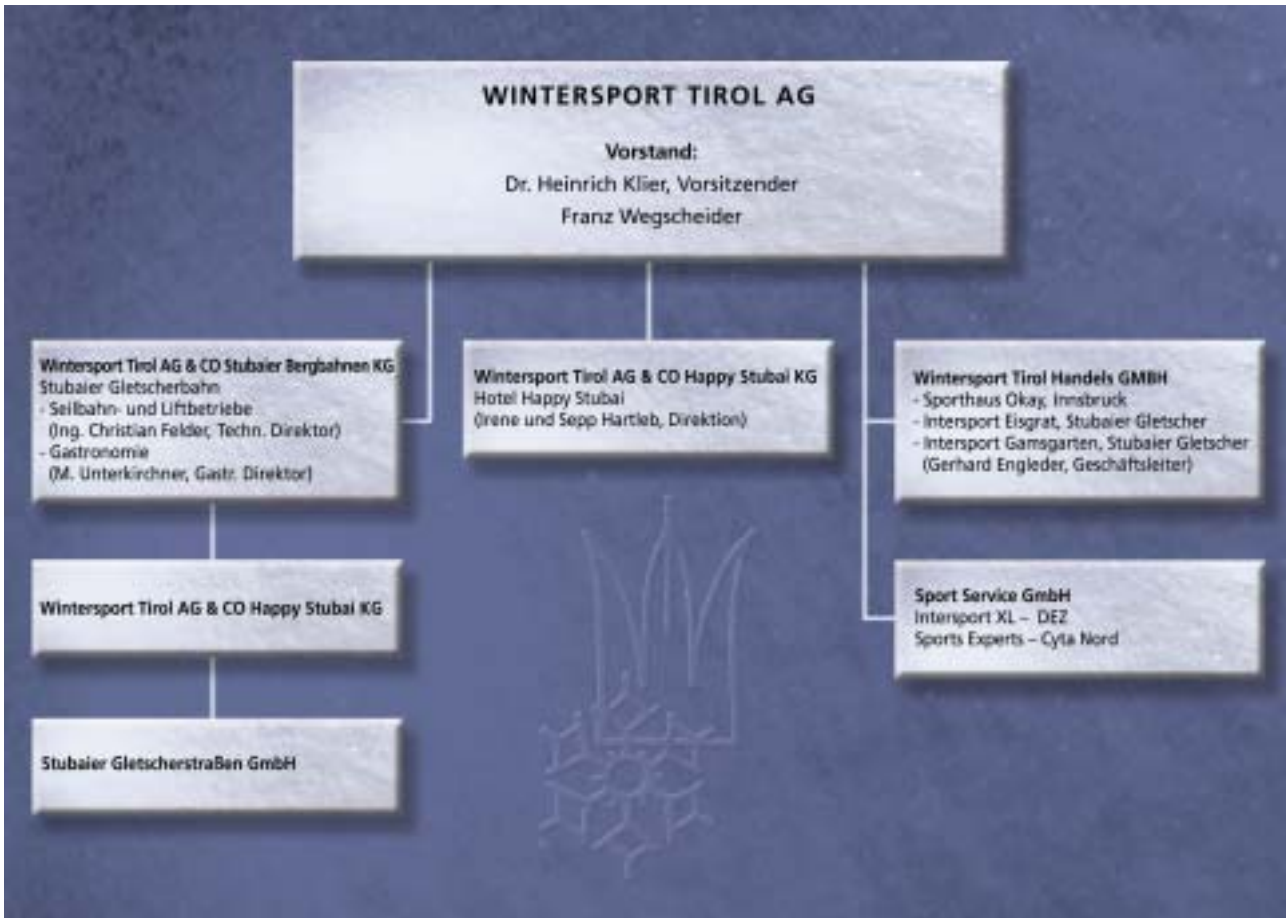 WINTERSPORT TIROL AG
Vorstand:
Dr. Heinrich Klier, Vorsitzender
Franz Wegscheider
Wintersport Tirol AG & CO Stubaier Bergbahnen KG
Stubaier Gletscherbahn
- Seilbahn- und Liftbetriebe
(Ing. Christian Felder, Techn. Direktor)
- Gastronomie
(M. Unterkirchner, Gastr. Direktor)
Wintersport Tirol AG & CO Happy Stubai KG
Stubaier Gletscherstraßen GmbH
Wintersport Tirol AG & CO Happy Stubai KG
Hotel Happy Stubai
(Irene und Sepp Hartleb, Direktion)
Wintersport Tirol Handels GMBH
- Sporthaus Okay, Innsbruck
- Intersport Eisgrat, Stubaier Gletscher
- Intersport Gamsgarten, Stubaier Gletscher
(Gerhard Engleder, Geschäftsleiter)
Sport Service GmbH
Intersport XL – DEZ
Sports Experts – Cyta Nord